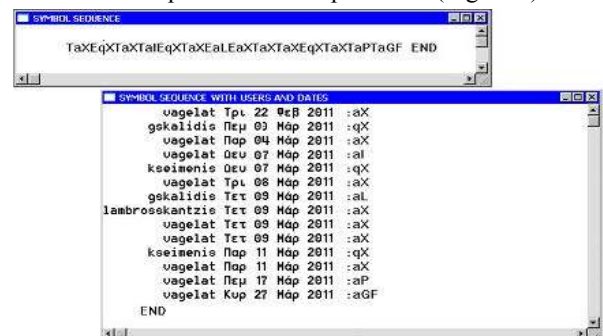 SYMBOL SEQUENCE
TaXEqXTaXTaIEqXTaXEaLEaXTaXTaXEqXTaXTaPTaGF END
SYMBOL SEQUENCE WITH USERS AND DATES
vagelat Τρι 22 Φεβ 2011 :aX
gskalidis Πεμ 03 Μάρ 2011 :qX
vagelat Παρ 04 Μάρ 2011 :aX
vagelat Δευ 07 Μάρ 2011 :aI
kseimenis Δευ 07 Μάρ 2011 :qX
vagelat Τρι 08 Μάρ 2011 :aX
gskalidis Τετ 09 Μάρ 2011 :aL
lambrosskantzis Τετ 09 Μάρ 2011 :aX
vagelat Τετ 09 Μάρ 2011 :aX
vagelat Τετ 09 Μάρ 2011 :aX
kseimenis Παρ 11 Μάρ 2011 :qX
vagelat Παρ 11 Μάρ 2011 :aX
vagelat Πεμ 17 Μάρ 2011 :aP
vagelat Κυρ 27 Μάρ 2011 :aGF
END